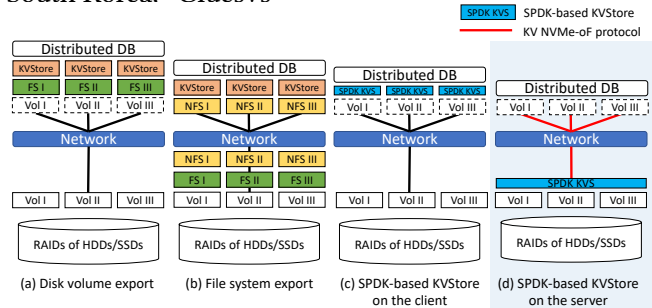 SPDK KVS SPDK-based KVStore
KV NVMe-oF protocol
Distributed DB
KVStore KVStore KVStore
FS I FS II FS III
Vol I Vol II Vol III
Network
Vol I Vol II Vol III
RAIDs of HDDs/SSDs
(a) Disk volume export
Distributed DB
KVStore KVStore KVStore
NFS I NFS II NFS III
Network
NFS I NFS II NFS III
FS I FS II FS III
Vol I Vol II Vol III
RAIDs of HDDs/SSDs
(b) File system export
Distributed DB
SPDK KVS SPDK KVS SPDK KVS
Vol I Vol II Vol III
Network
Vol I Vol II Vol III
RAIDs of HDDs/SSDs
(c) SPDK-based KVStore
on the client
Distributed DB
Vol I Vol II Vol III
Network
SPDK KVS
Vol I Vol II Vol III
RAIDs of HDDs/SSDs
(d) SPDK-based KVStore
on the server